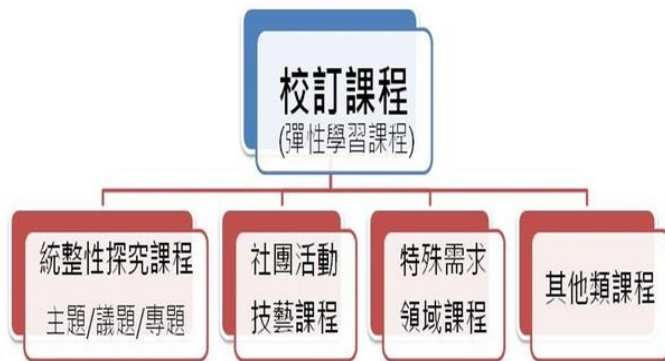 校訂課程
(彈性學習課程)
統整性探究課程
主題/議題/專題
社團活動
技藝課程
特殊需求
領域課程
其他類課程